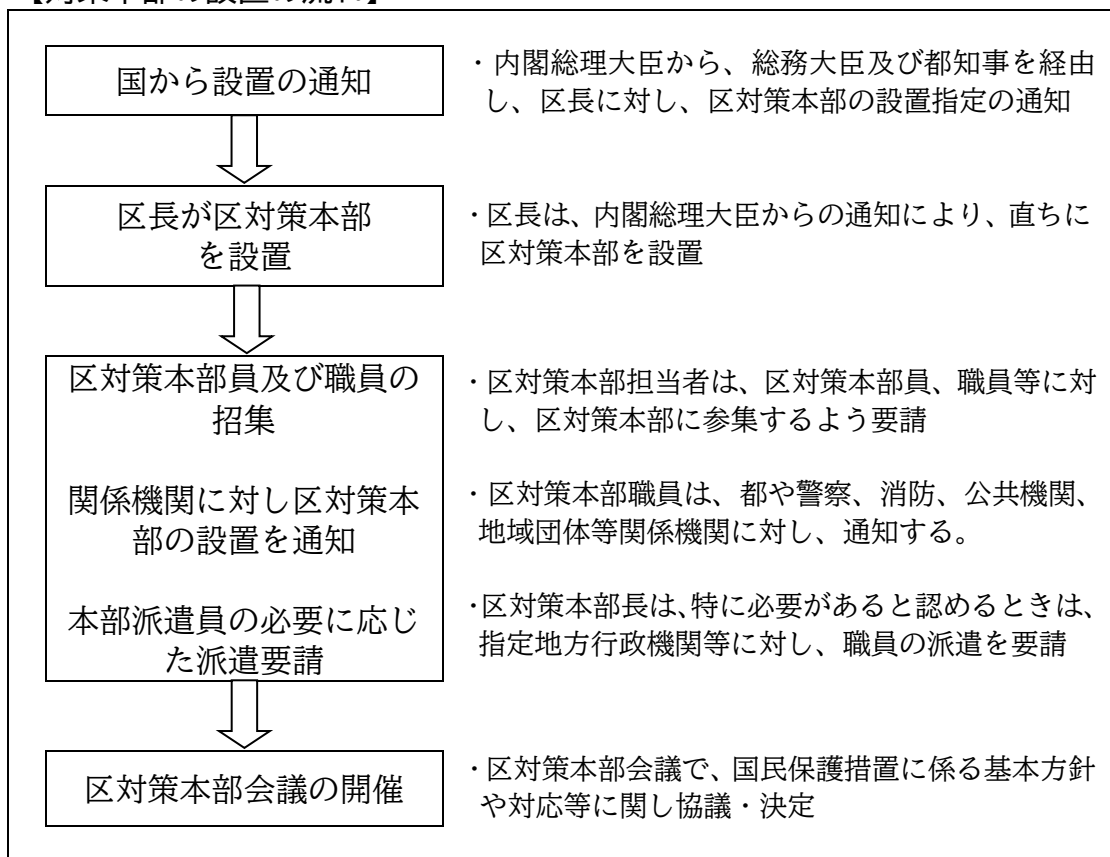 国から設置の通知
・内閣総理大臣から、総務大臣及び都知事を経由
し、区長に対し、区対策本部の設置指定の通知
区長が区対策本部
を設置
・区長は、内閣総理大臣からの通知により、直ちに
区対策本部を設置
区対策本部員及び職員の
招集
・区対策本部担当者は、区対策本部員、職員等に対
し、区対策本部に参集するよう要請
関係機関に対し区対策本
部の設置を通知
・区対策本部職員は、都や警察、消防、公共機関、
地域団体等関係機関に対し、通知する。
本部派遣員の必要に応じ
た派遣要請
・区対策本部長は、特に必要があると認めるときは、
指定地方行政機関等に対し、職員の派遣を要請
区対策本部会議の開催
・区対策本部会議で、国民保護措置に係る基本方針
や対応等に関し協議・決定